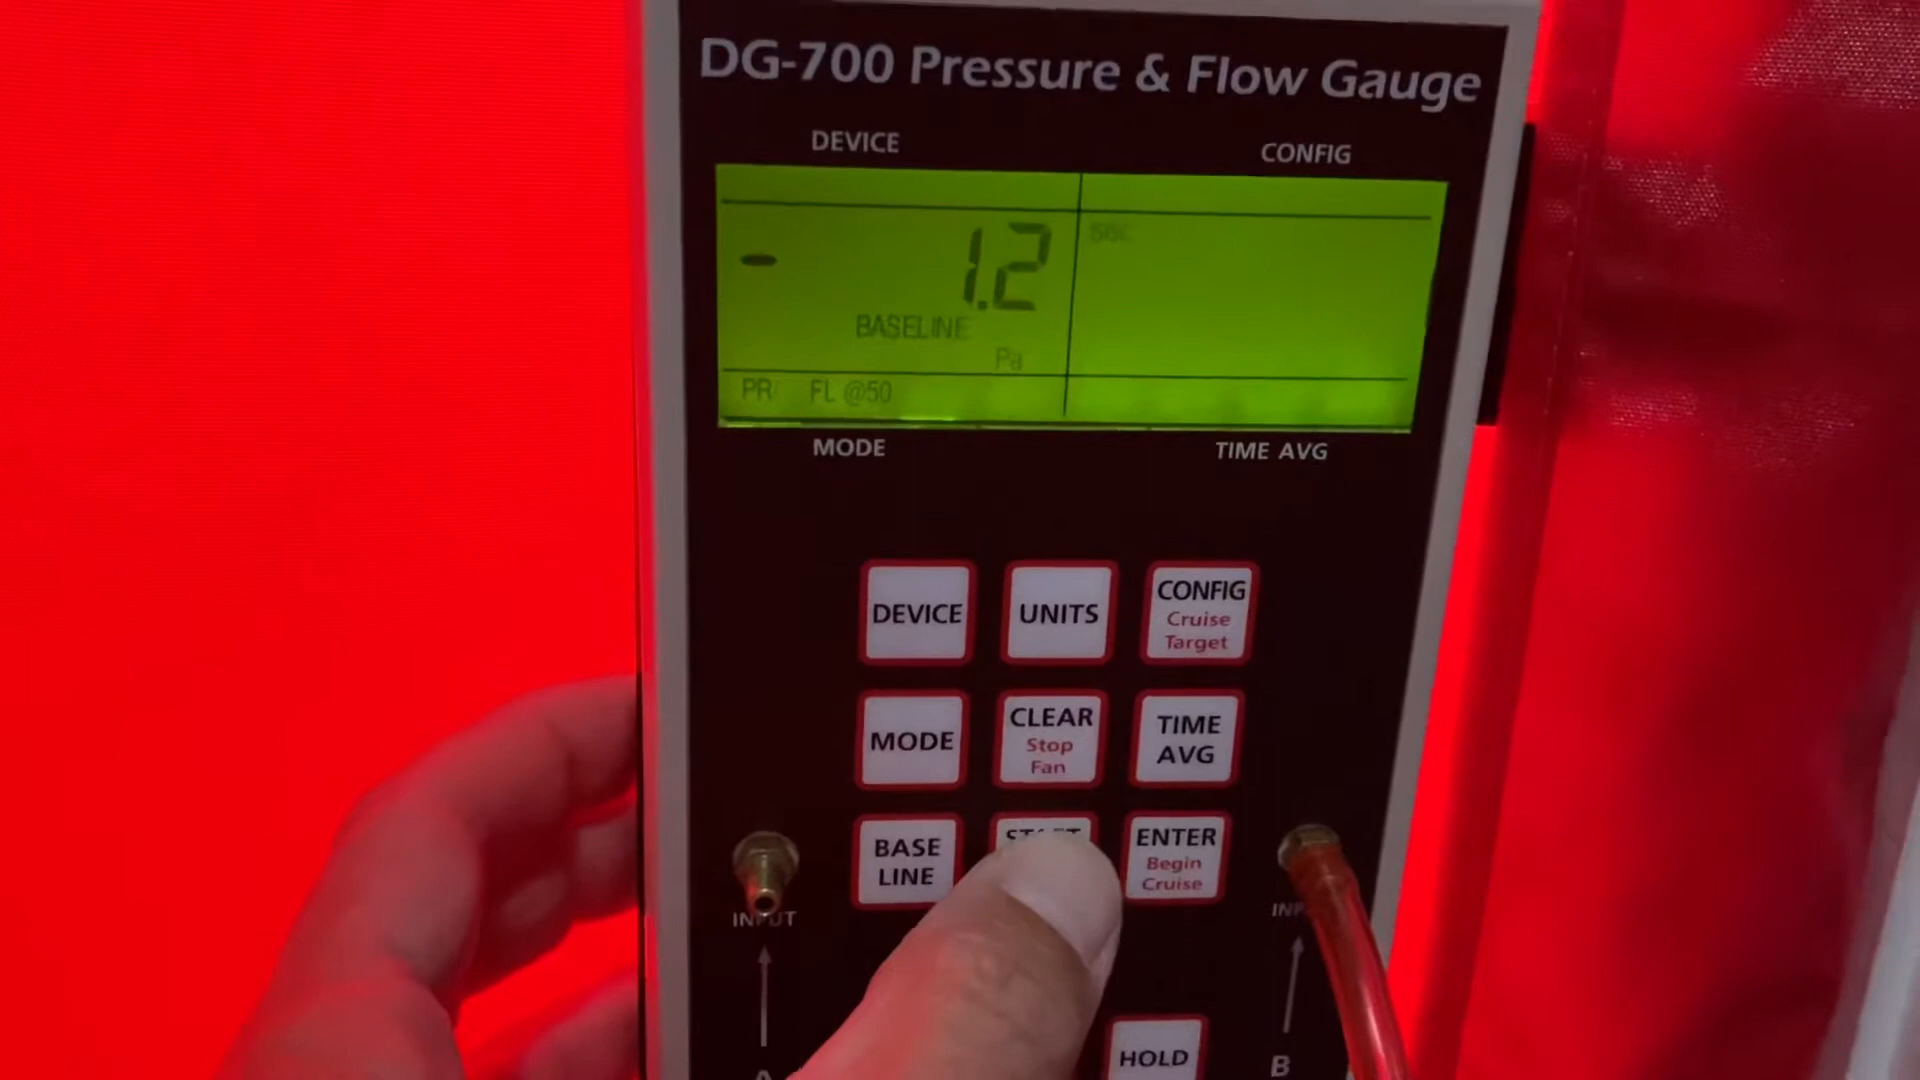 DG-700 Pressure & Flow Gauge
DEVICE CONFIG
- 1.2 sec
BASELINE
Pa
PR/ FL @50
MODE TIME AVG
DEVICE UNITS CONFIG
Cruise
Target
MODE CLEAR
Stop
Fan
TIME
AVG
BASE
LINE
START
ENTER
Begin
Cruise
INPUT
HOLD
A B